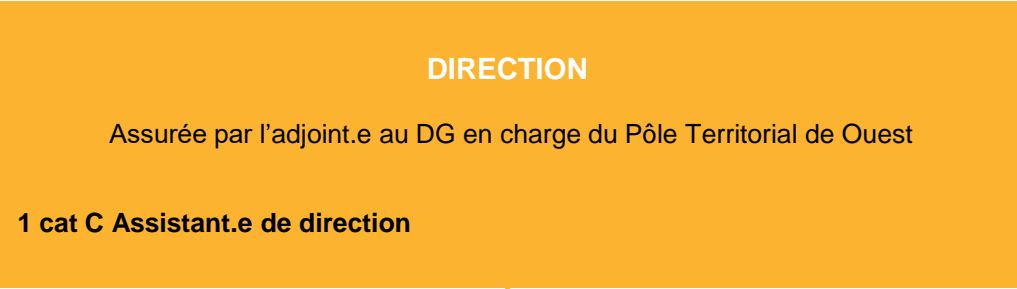 DIRECTION
Assurée par l’adjoint.e au DG en charge du Pôle Territorial de Ouest
1 cat C Assistant.e de direction